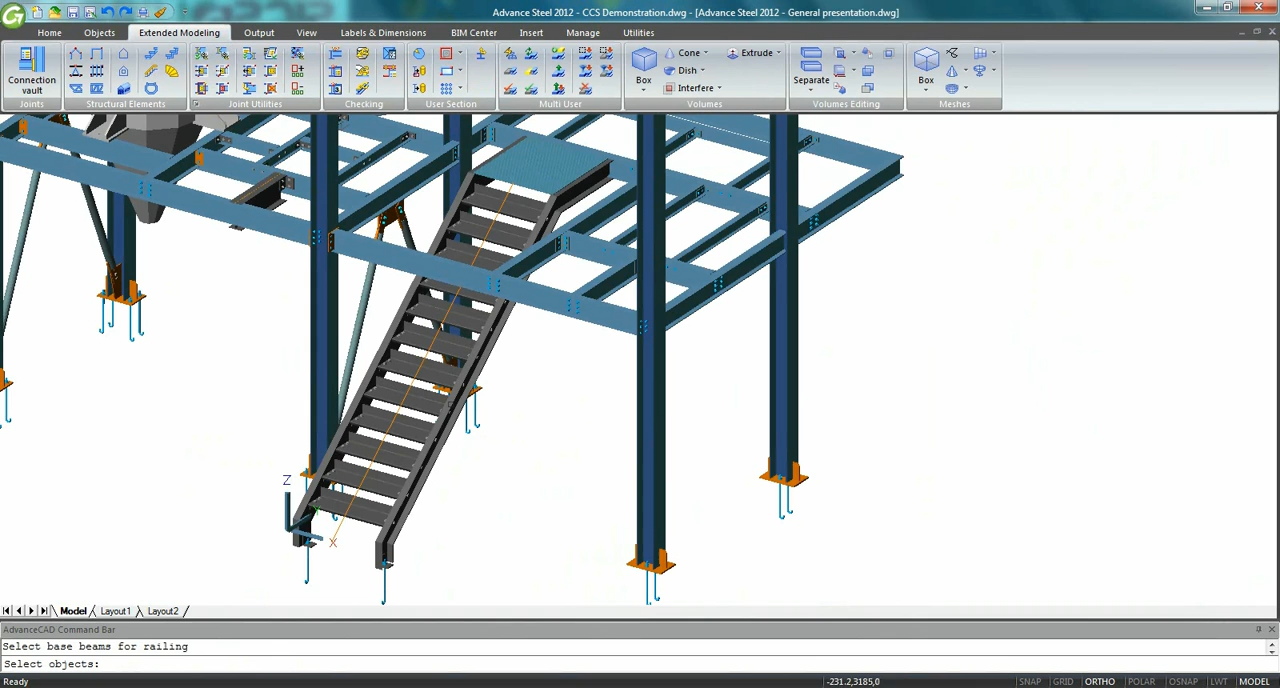 Advance Steel 2012 - CCS Demonstration.dwg - [Advance Steel 2012 - General presentation.dwg]
Home Objects Extended Modeling Output View Labels & Dimensions BIM Center Insert Manage Utilities
Connection vault
Box
Cone
Dish
Interfere
Extrude
Separate
Box
Joints Structural Elements Joint Utilities Checking User Section Multi User Volumes Volumes Editing Meshes
Z
X
Model Layout1 Layout2
AdvanceCAD Command Bar
Select base beams for railing
Select objects:
Ready -231.2,3185,0 SNAP GRID ORTHO POLAR OSNAP LWT MODEL